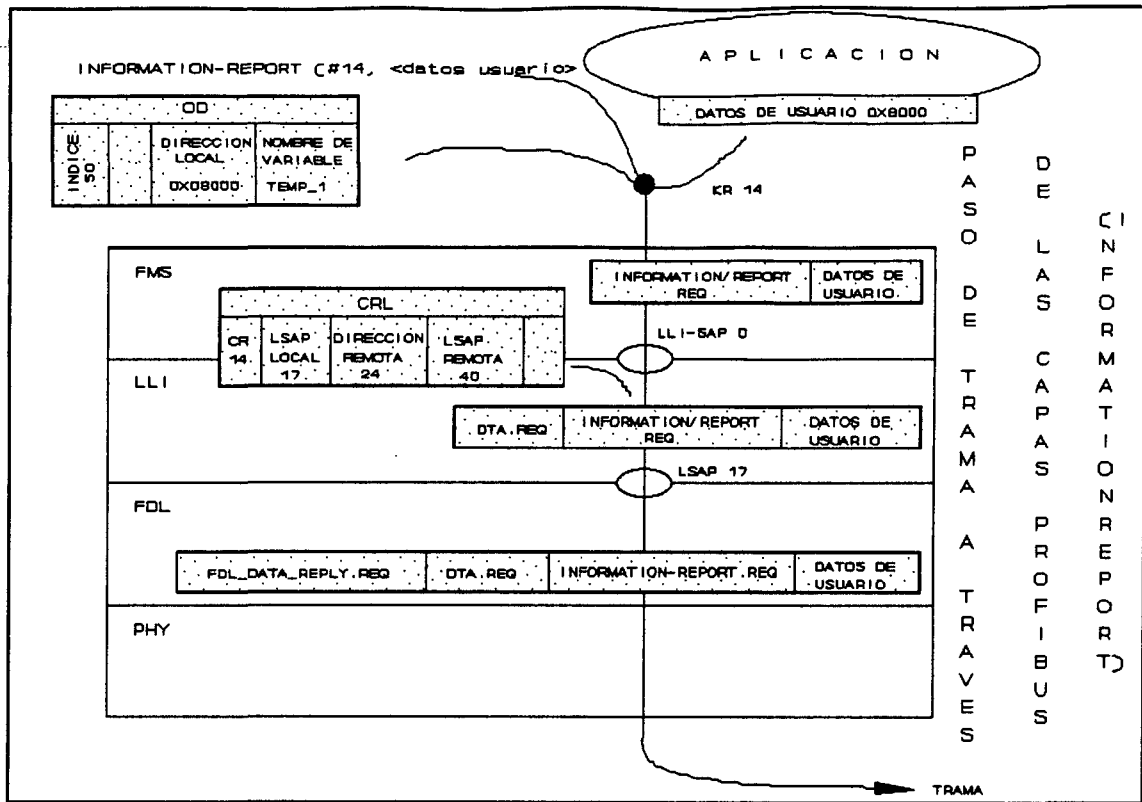 A P L I C A C I O N
INFORMATION-REPORT (#14, <datos usuario>
DATOS DE USUARIO 0X8000
OD
INDICE
50
DIRECCION
LOCAL
0X08000
NOMBRE DE
VARIABLE
TEMP_1
KR 14
FMS
INFORMATION/REPORT
REQ
DATOS DE
USUARIO
CRL
CR
14
LSAP
LOCAL
17
DIRECCION
REMOTA
24
LSAP
REMOTA
40
LLI-SAP 0
LLI
DTA.REQ
INFORMATION/REPORT
REQ
DATOS DE
USUARIO
LSAP 17
FDL
FDL_DATA_REPLY.REQ
DTA.REQ
INFORMATION-REPORT.REQ
DATOS DE
USUARIO
PHY
TRAMA
PASO DE TRAMA A TRAVES
DE LAS CAPAS PROFIBUS
(INFORMATIONREPORT)